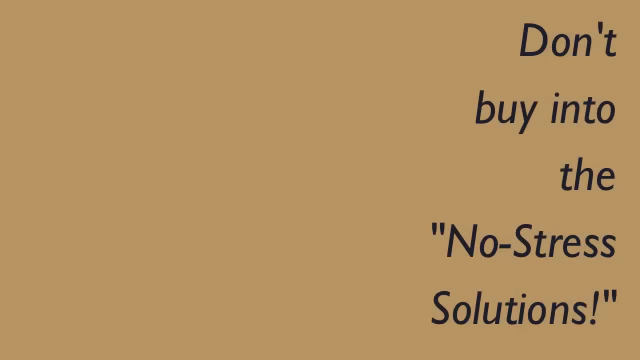 Don't
buy into
the
"No-Stress
Solutions!"